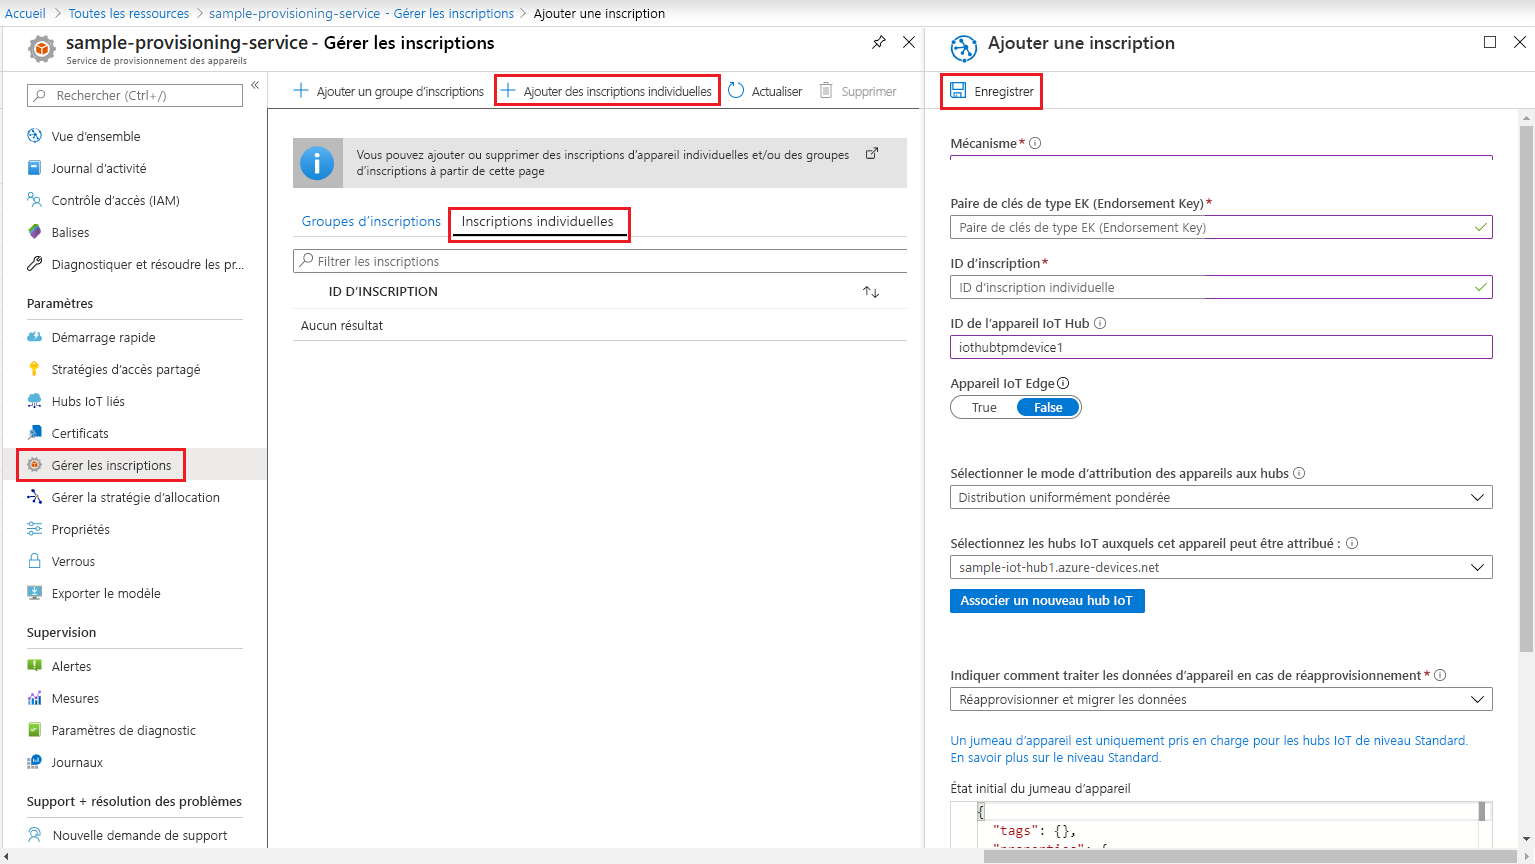 Accueil > Toutes les ressources > sample-provisioning-service - Gérer les inscriptions > Ajouter une inscription
sample-provisioning-service - Gérer les inscriptions
Service de provisionnement des appareils
Rechercher (Ctrl+/)
Vue d’ensemble
Journal d’activité
Contrôle d’accès (IAM)
Balises
Diagnostiquer et résoudre les pr...
Paramètres
Démarrage rapide
Stratégies d’accès partagé
Hubs IoT liés
Certificats
Gérer les inscriptions
Gérer la stratégie d’allocation
Propriétés
Verrous
Exporter le modèle
Supervision
Alertes
Mesures
Paramètres de diagnostic
Journaux
Support + résolution des problèmes
Nouvelle demande de support
Ajouter un groupe d’inscriptions
Ajouter des inscriptions individuelles
Actualiser
Supprimer
Vous pouvez ajouter ou supprimer des inscriptions d’appareil individuelles et/ou des groupes
d’inscriptions à partir de cette page
Groupes d’inscriptions
Inscriptions individuelles
Filtrer les inscriptions
ID D’INSCRIPTION
Aucun résultat
Ajouter une inscription
Enregistrer
Mécanisme *
Paire de clés de type EK (Endorsement Key) *
Paire de clés de type EK (Endorsement Key)
ID d’inscription *
ID d’inscription individuelle
ID de l’appareil IoT Hub
iothubtpmdevice1
Appareil IoT Edge
True False
Sélectionner le mode d’attribution des appareils aux hubs
Distribution uniformément pondérée
Sélectionnez les hubs IoT auxquels cet appareil peut être attribué :
sample-iot-hub1.azure-devices.net
Associer un nouveau hub IoT
Indiquer comment traiter les données d’appareil en cas de réapprovisionnement *
Réapprovisionner et migrer les données
Un jumeau d’appareil est uniquement pris en charge pour les hubs IoT de niveau Standard.
En savoir plus sur le niveau Standard.
État initial du jumeau d’appareil
{
"tags": {},
"properties": {